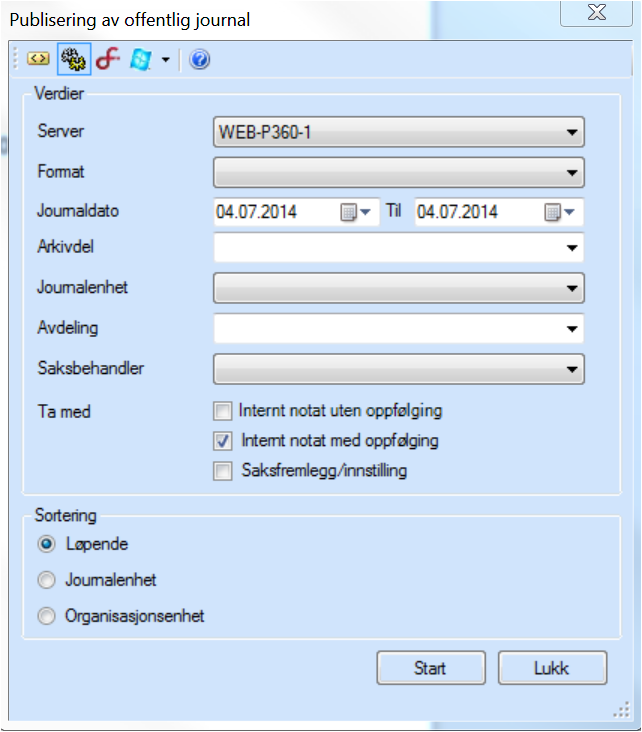 Publisering av offentlig journal
Verdier
Server WEB-P360-1
Format
Journaldato 04.07.2014 Til 04.07.2014
Arkivdel
Journalenhet
Avdeling
Saksbehandler
Ta med Internt notat uten oppfølging
Internt notat med oppfølging
Saksfremlegg/innstilling
Sortering
Løpende
Journalenhet
Organisasjonsenhet
Start Lukk